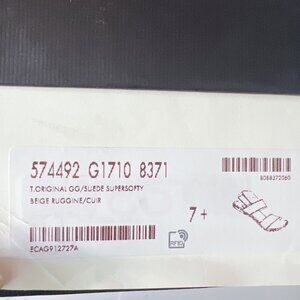 574492 G1710 8371
T.ORIGINAL GG/SUEDE SUPERSOFTY
BEIGE RUGGINE/CUIR
7+
RFID
ECAG912727A